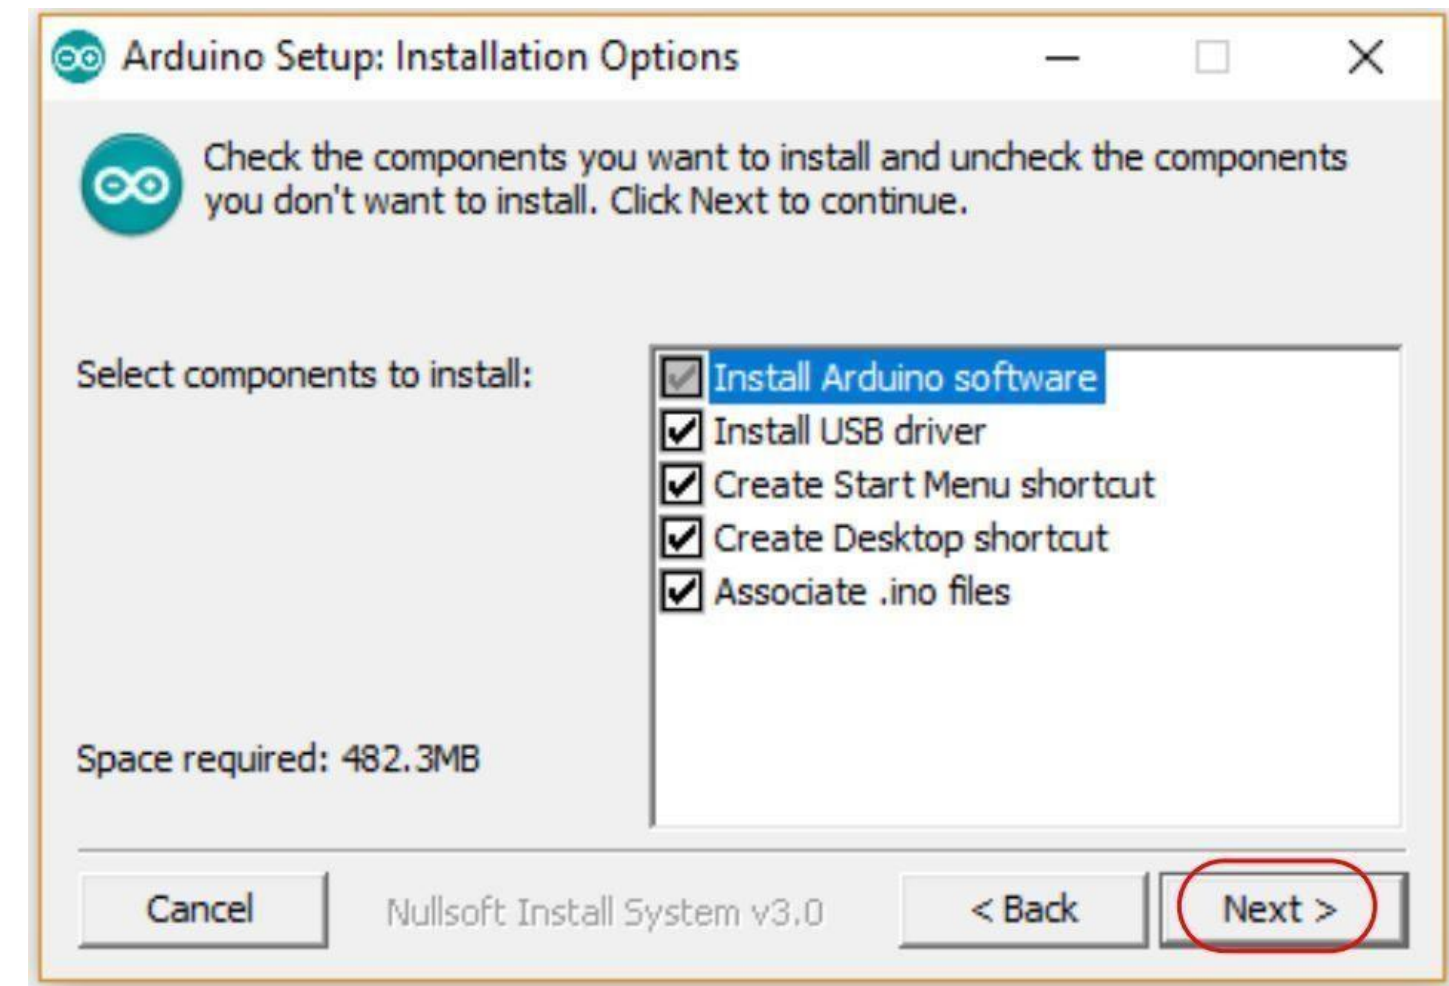 Arduino Setup: Installation Options
Check the components you want to install and uncheck the components
you don't want to install. Click Next to continue.
Select components to install:
Install Arduino software
Install USB driver
Create Start Menu shortcut
Create Desktop shortcut
Associate .ino files
Space required: 482.3MB
Cancel
Nullsoft Install System v3.0
< Back
Next >